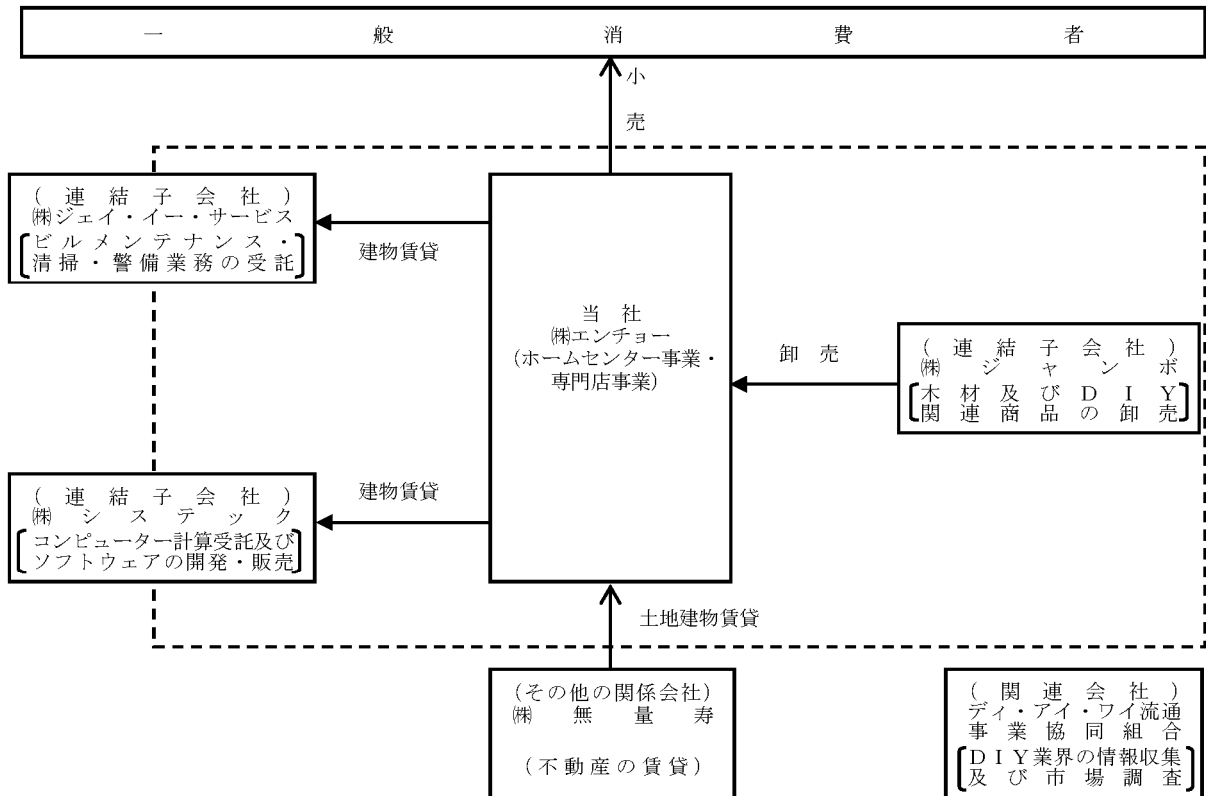 一般消費者
小
売
(連結子会社)
㈱ジェイ・イー・サービス
ビルメンテナンス・
清掃・警備業務の受託
建物賃貸
当社
㈱エンチョー
(ホームセンター事業・
専門店事業)
卸売
(連結子会社)
㈱ジャンボ
木材及びDIY
関連商品の卸売
(連結子会社)
㈱システック
コンピューター計算受託及び
ソフトウェアの開発・販売
建物賃貸
土地建物賃貸
(その他の関係会社)
㈱無量寿
(不動産の賃貸)
(関連会社)
ディ・アイ・ワイ流通
事業協同組合
DIY業界の情報収集
及び市場調査